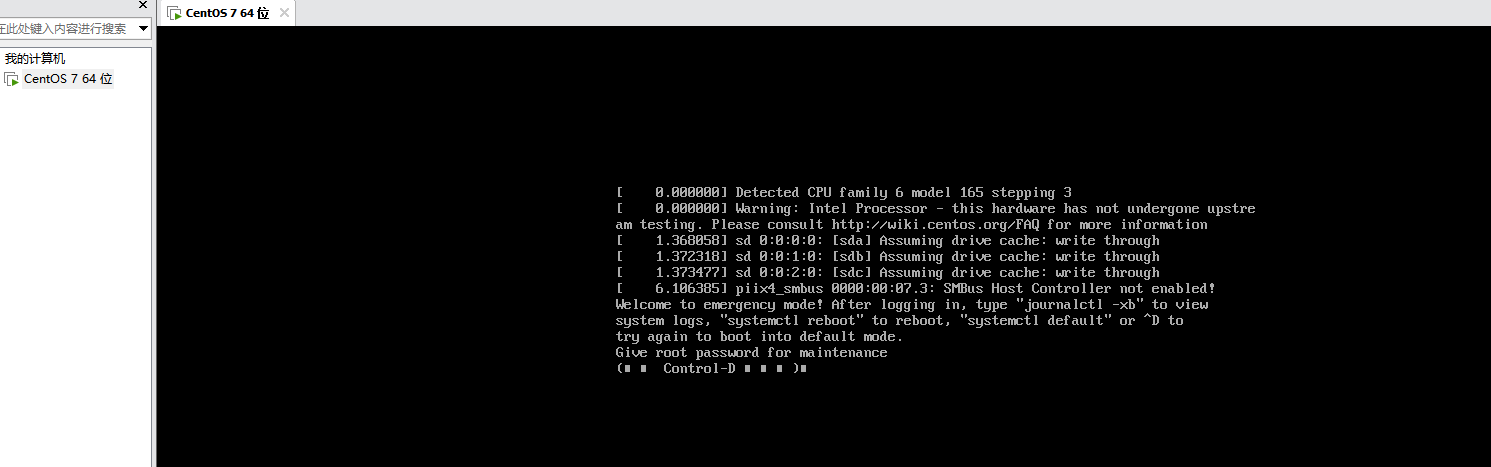 CentOS 7 64 位
在此处键入内容进行搜索
我的计算机
CentOS 7 64 位
[    0.000000] Detected CPU family 6 model 165 stepping 3
[    0.000000] Warning: Intel Processor - this hardware has not undergone upstre
am testing. Please consult http://wiki.centos.org/FAQ for more information
[    1.368058] sd 0:0:0:0: [sda] Assuming drive cache: write through
[    1.372318] sd 0:0:1:0: [sdb] Assuming drive cache: write through
[    1.373477] sd 0:0:2:0: [sdc] Assuming drive cache: write through
[    6.106385] piix4_smbus 0000:00:07.3: SMBus Host Controller not enabled!
Welcome to emergency mode! After logging in, type "journalctl -xb" to view
system logs, "systemctl reboot" to reboot, "systemctl default" or ^D to
try again to boot into default mode.
Give root password for maintenance
(∎ ∎  Control-D ∎ ∎ ∎ )∎